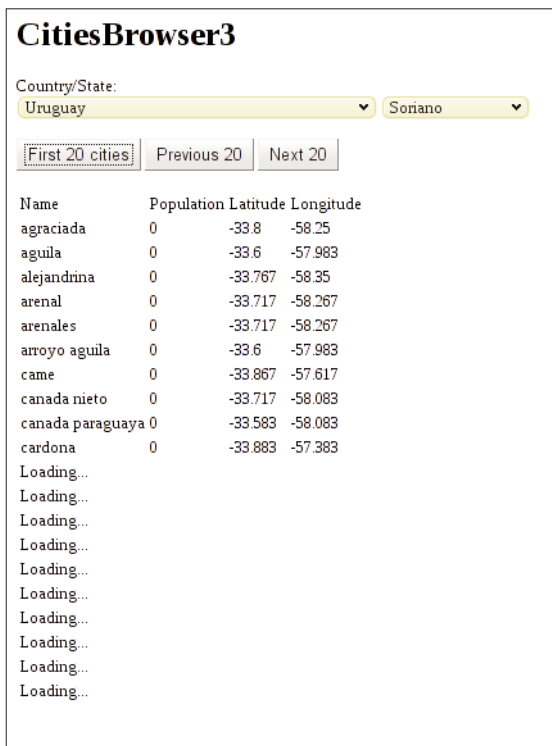 CitiesBrowser3
Country/State:
Uruguay Soriano
First 20 cities Previous 20 Next 20
Name Population Latitude Longitude
agraciada 0 -33.8 -58.25
aguila 0 -33.6 -57.983
alejandrina 0 -33.767 -58.35
arenal 0 -33.717 -58.267
arenales 0 -33.717 -58.267
arroyo aguila 0 -33.6 -57.983
came 0 -33.867 -57.617
canada nieto 0 -33.717 -58.083
canada paraguaya 0 -33.583 -58.083
cardona 0 -33.883 -57.383
Loading...
Loading...
Loading...
Loading...
Loading...
Loading...
Loading...
Loading...
Loading...
Loading...